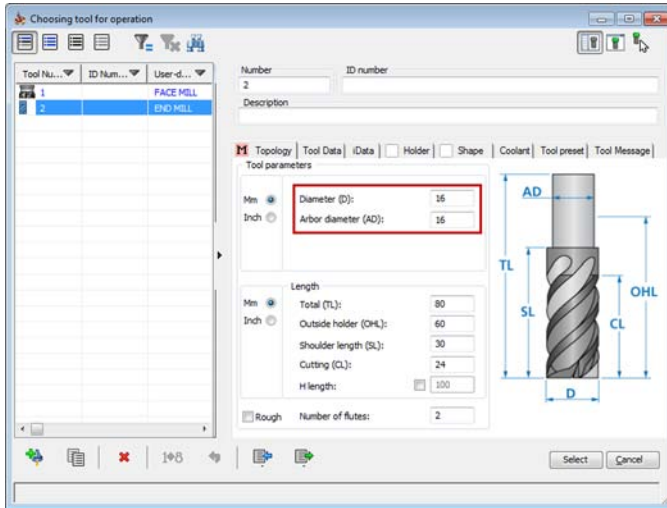 Choosing tool for operation
Tool Nu... ID Num... User-d...
1 FACE MILL
2 END MILL
Number ID number
2
Description
M Topology Tool Data iData Holder Shape Coolant Tool preset Tool Message
Tool parameters
Mm Diameter (D): 16
Inch Arbor diameter (AD): 16
Length
Mm Total (TL): 80
Inch Outside holder (OHL): 60
Shoulder length (SL): 30
Cutting (CL): 24
H length: 100
Rough Number of flutes: 2
AD
TL
OHL
SL
CL
D
Select Cancel